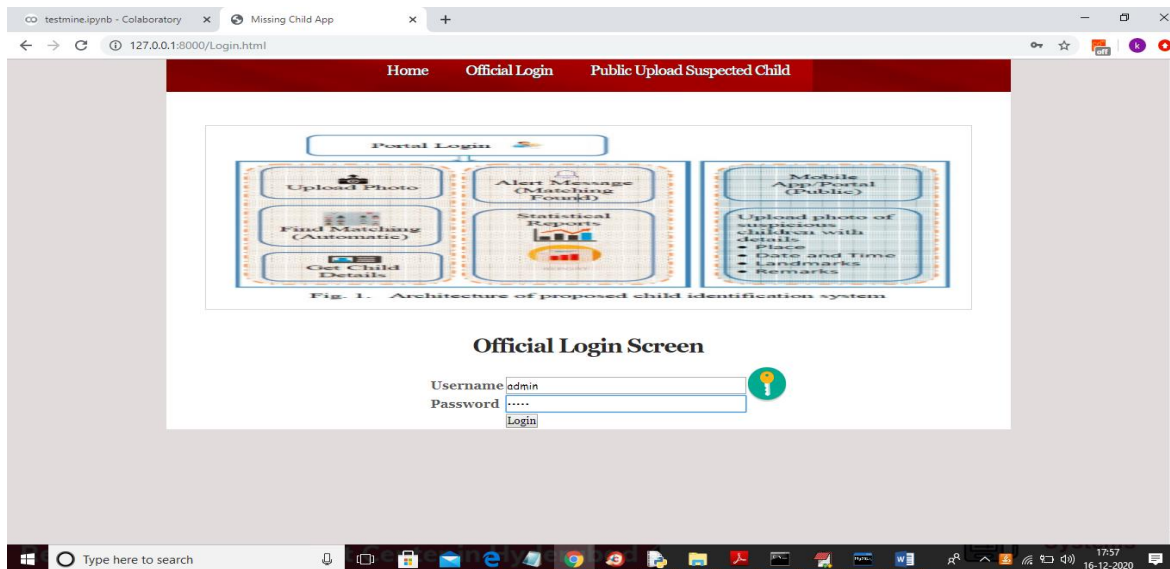 testmine.ipynb - Colaboratory
Missing Child App
127.0.0.1:8000/Login.html
off
k
Home Official Login Public Upload Suspected Child
Portal Login
Upload Photo
Find Matching
(Automatic)
Get Child
Details
Alert Message
(Matching
Found)
Statistical
Reports
Mobile
App/Portal
(Public)
Upload photo of
suspicious
children with
details
• Place
• Date and Time
• Landmarks
• Remarks
Fig. 1. Architecture of proposed child identification system
Official Login Screen
Username admin
Password .....
Login
Type here to search
17:57
16-12-2020